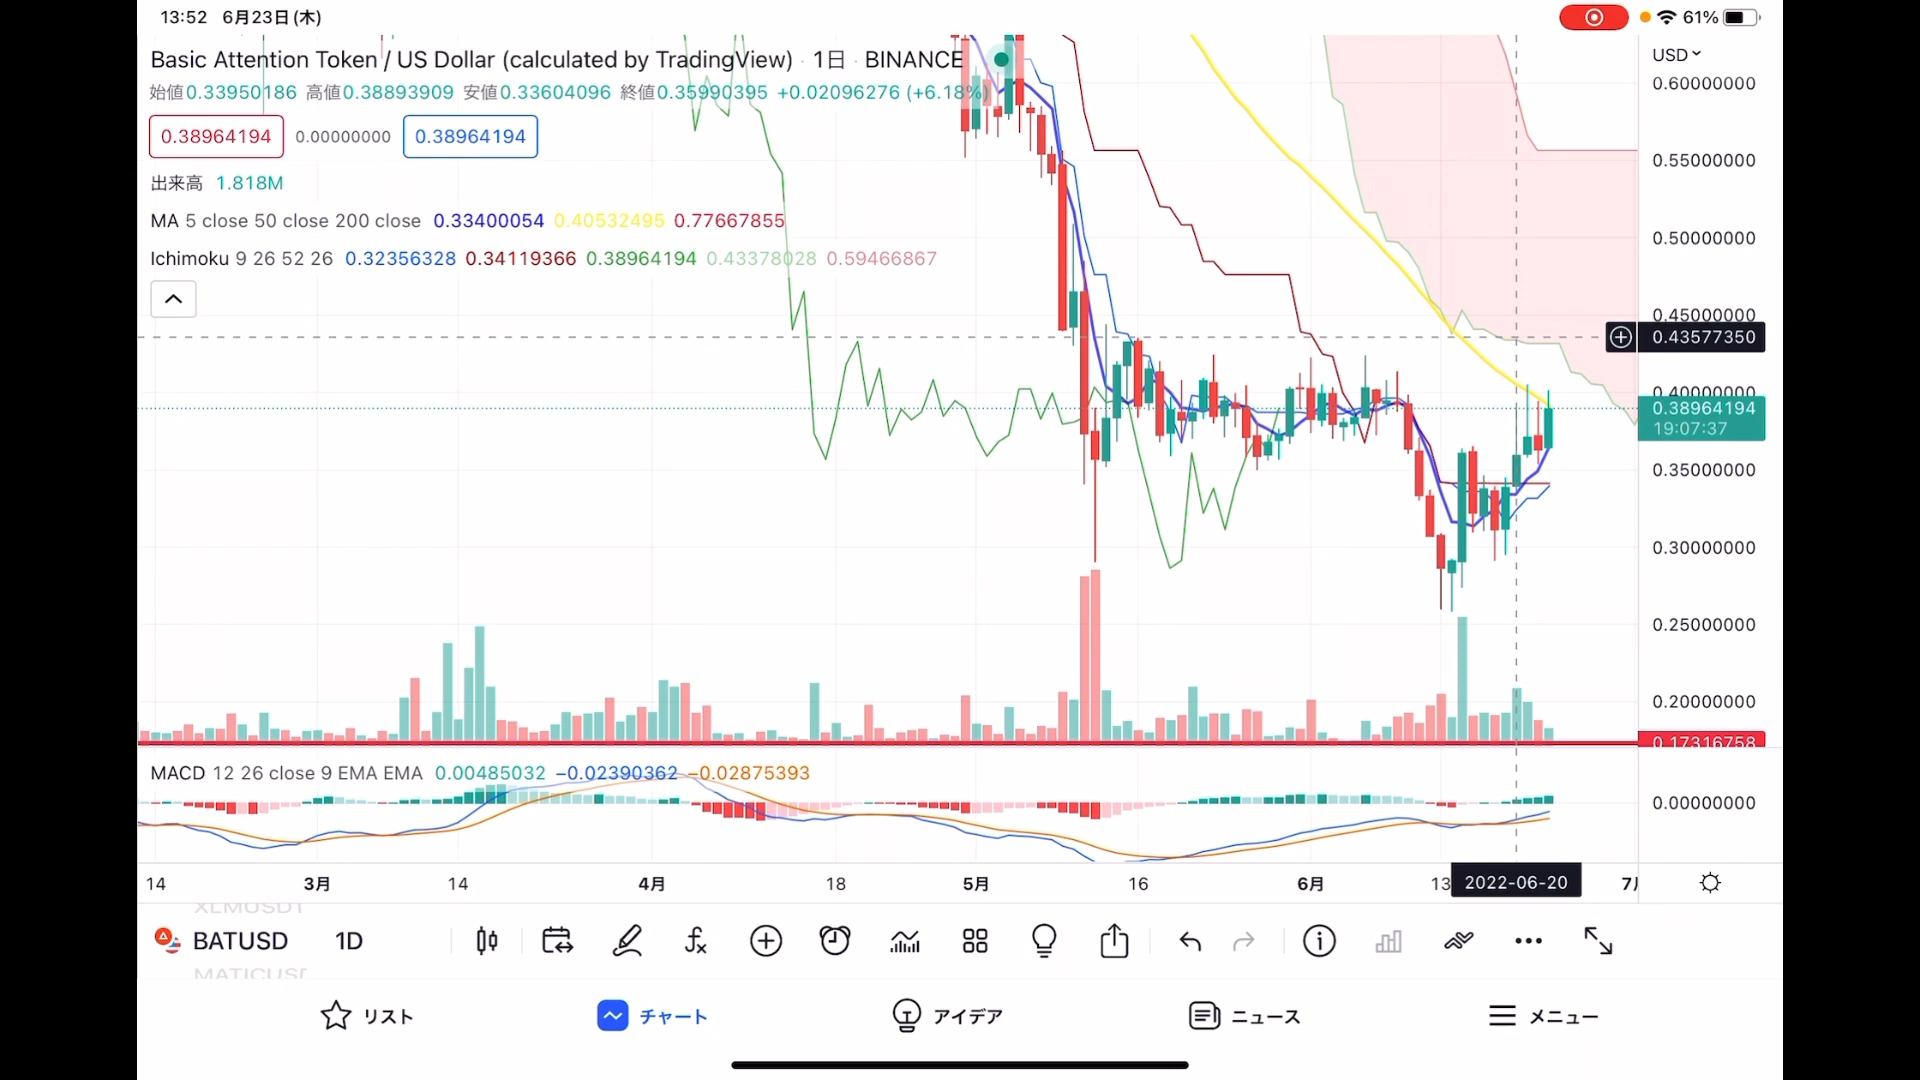 13:52 6月23日(木)
61%
Basic Attention Token / US Dollar (calculated by TradingView) · 1日 · BINANCE
始値0.33950186 高値0.38893909 安値0.33604096 終値0.35990395 +0.02096276 (+6.18%)
0.38964194 0.00000000 0.38964194
出来高 1.818M
MA 5 close 50 close 200 close 0.33400054 0.40532495 0.77667855
Ichimoku 9 26 52 26 0.32356328 0.34119366 0.38964194 0.43378028 0.59466867
USD
0.60000000
0.55000000
0.50000000
0.45000000
0.43577350
0.40000000
0.38964194
19:07:37
0.35000000
0.30000000
0.25000000
0.20000000
0.17316758
MACD 12 26 close 9 EMA EMA 0.00485032 −0.02390362 −0.02875393
0.00000000
14 3月 14 4月 18 5月 16 6月 13 2022-06-20 7月
XLMUSDT
BATUSD 1D
MATICUSD
リスト チャート アイデア ニュース メニュー